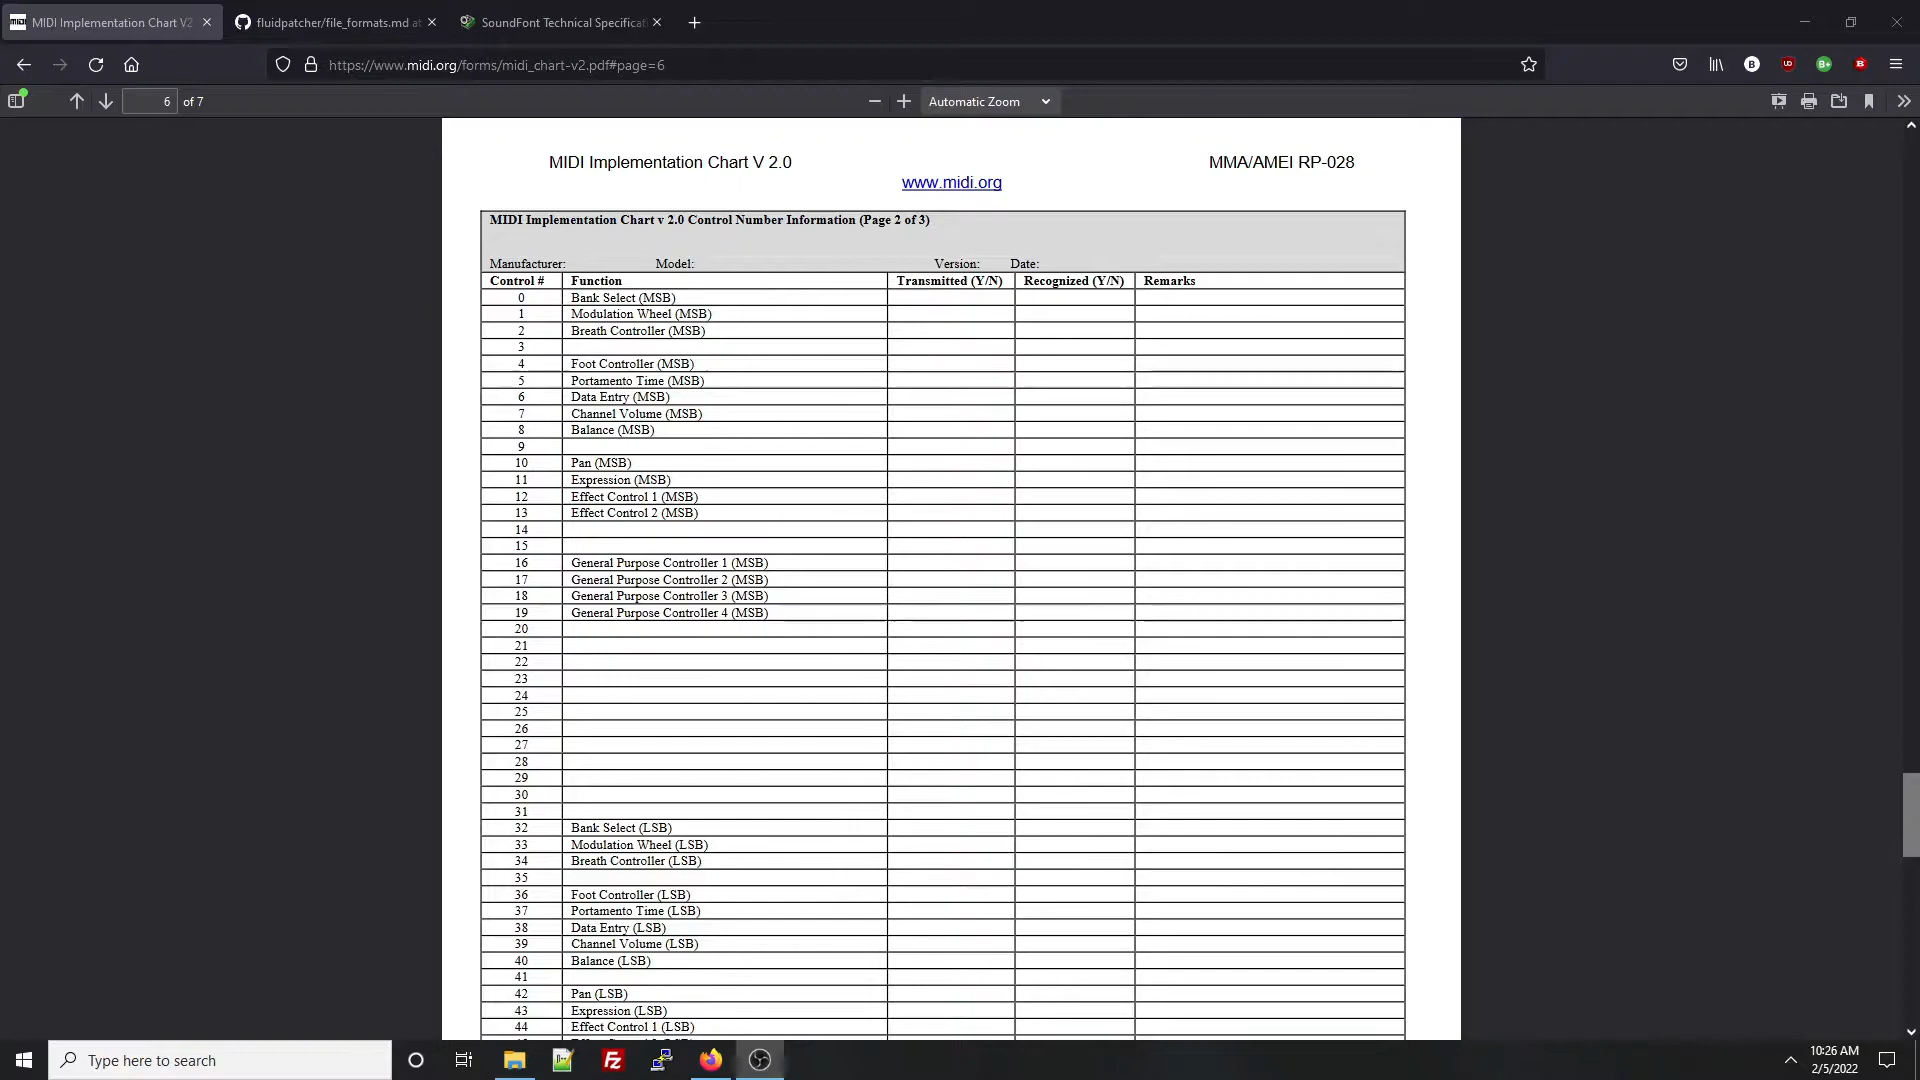 MIDI Implementation Chart V2
fluidpatcher/file_formats.md at
SoundFont Technical Specificat
https://www.midi.org/forms/midi_chart-v2.pdf#page=6
6 of 7
Automatic Zoom
MIDI Implementation Chart V 2.0 MMA/AMEI RP-028
www.midi.org
MIDI Implementation Chart v 2.0 Control Number Information (Page 2 of 3)
Manufacturer: Model: Version: Date:
Control # Function Transmitted (Y/N) Recognized (Y/N) Remarks
0 Bank Select (MSB)
1 Modulation Wheel (MSB)
2 Breath Controller (MSB)
3
4 Foot Controller (MSB)
5 Portamento Time (MSB)
6 Data Entry (MSB)
7 Channel Volume (MSB)
8 Balance (MSB)
9
10 Pan (MSB)
11 Expression (MSB)
12 Effect Control 1 (MSB)
13 Effect Control 2 (MSB)
14
15
16 General Purpose Controller 1 (MSB)
17 General Purpose Controller 2 (MSB)
18 General Purpose Controller 3 (MSB)
19 General Purpose Controller 4 (MSB)
20
21
22
23
24
25
26
27
28
29
30
31
32 Bank Select (LSB)
33 Modulation Wheel (LSB)
34 Breath Controller (LSB)
35
36 Foot Controller (LSB)
37 Portamento Time (LSB)
38 Data Entry (LSB)
39 Channel Volume (LSB)
40 Balance (LSB)
41
42 Pan (LSB)
43 Expression (LSB)
44 Effect Control 1 (LSB)
Type here to search
10:26 AM
2/5/2022